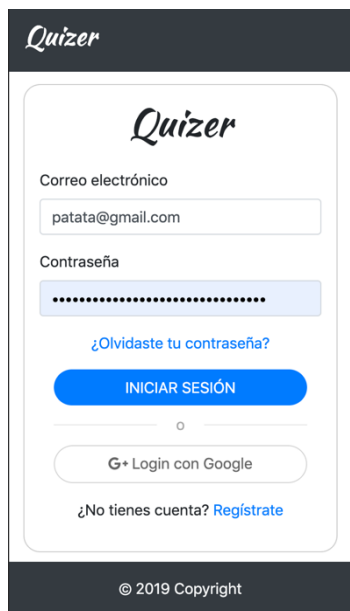 Quizer
Quizer
Correo electrónico
patata@gmail.com
Contraseña
••••••••••••••••••••••••••••••••
¿Olvidaste tu contraseña?
INICIAR SESIÓN
o
G+ Login con Google
¿No tienes cuenta? Regístrate
© 2019 Copyright